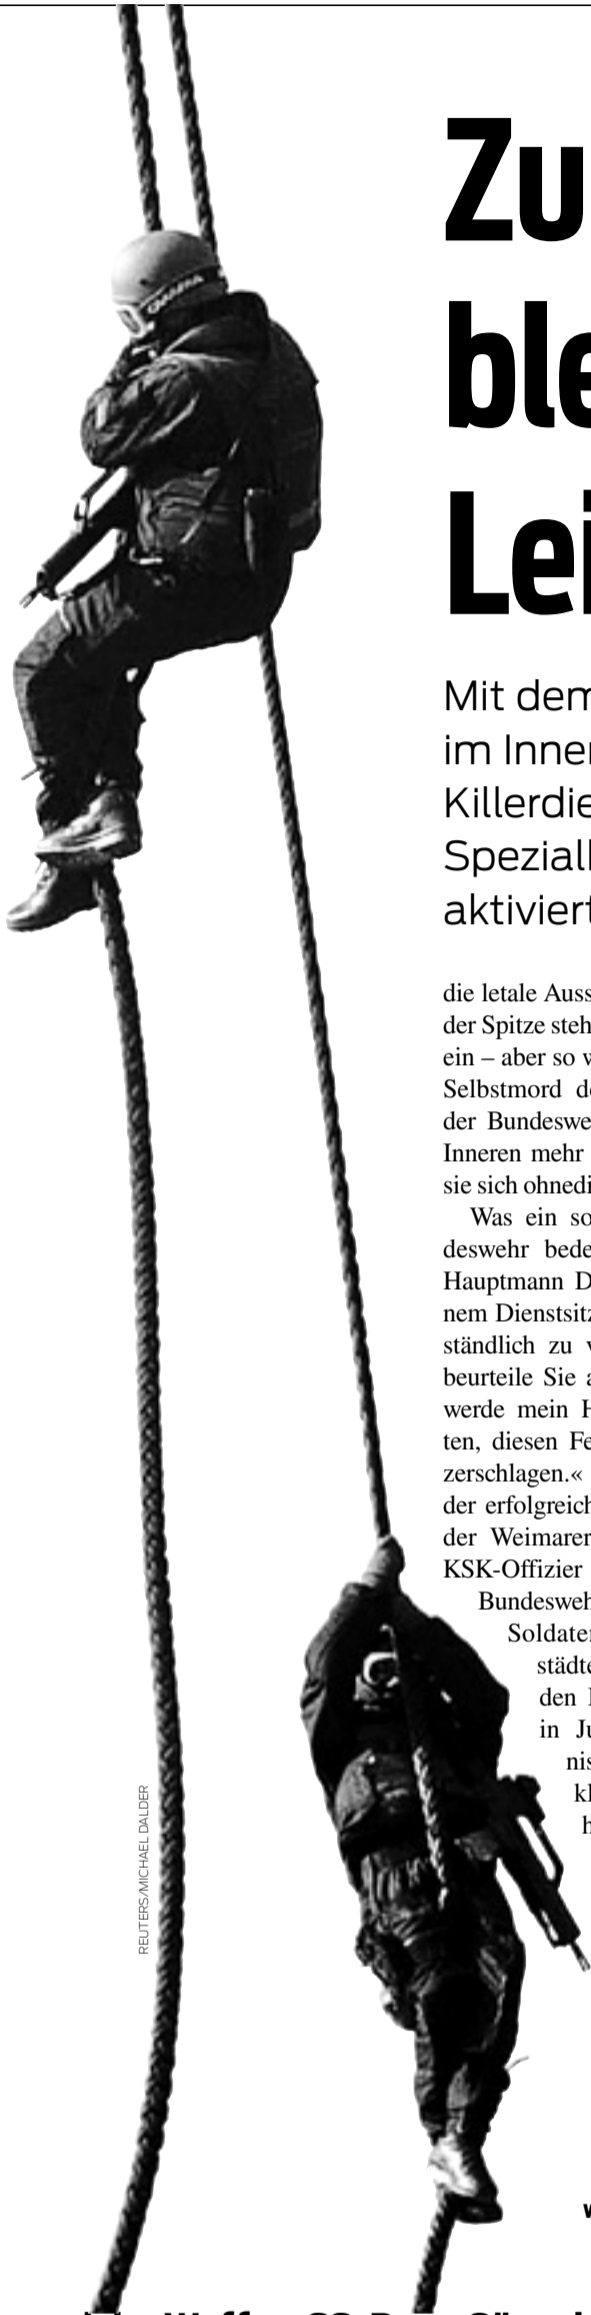 Zu
ble
Lei
Mit dem
im Inner
Killerdie
Spezial
aktiviert
die letale Auss
der Spitze steh
ein – aber so w
Selbstmord de
der Bundeswe
Inneren mehr
sie sich ohnedi
Was ein so
deswehr bede
Hauptmann D
nem Dienstsitz
ständlich zu v
beurteile Sie a
werde mein H
ten, diesen Fe
zerschlagen.«
der erfolgreich
der Weimarer
KSK-Offizier
Bundesweh
Soldaten
städte
den
in Ju
nis
kl
h
REUTERS/MICHAEL DALDER